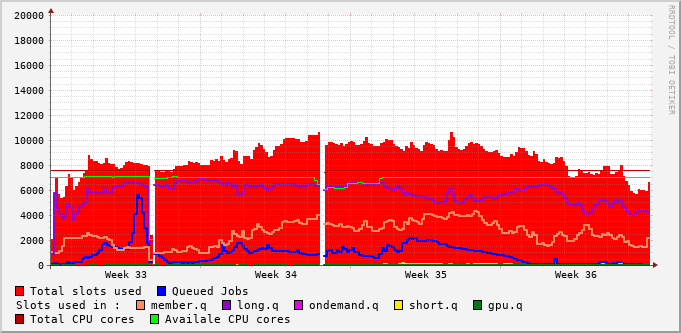 RRDTOOL / TOBI OETIKER
20000
18000
16000
14000
12000
10000
8000
6000
4000
2000
0
Week 33 Week 34 Week 35 Week 36
Total slots used Queued Jobs
Slots used in : member.q long.q ondemand.q short.q gpu.q
Total CPU cores Availale CPU cores